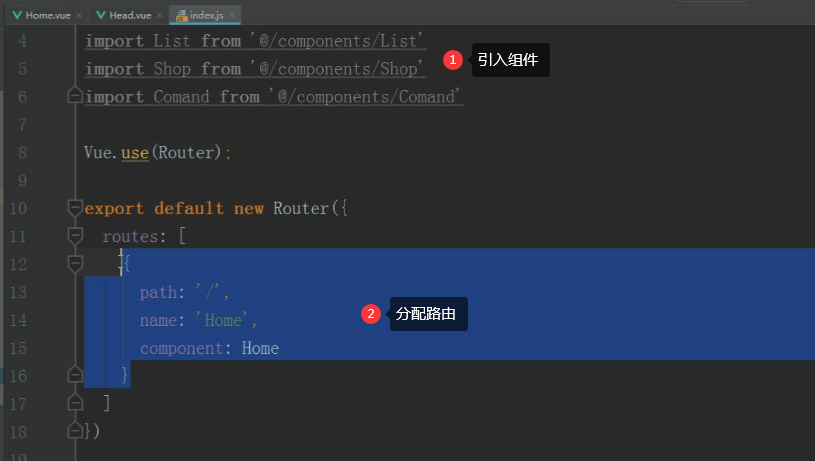 Home.vue Head.vue index.js
4 import List from '@/components/List'
5 import Shop from '@/components/Shop'
1 引入组件
6 import Comand from '@/components/Comand'
7
8 Vue.use(Router);
9
10 export default new Router({
11 routes: [
12 {
13 path: '/',
14 name: 'Home',
2 分配路由
15 component: Home
16 }
17 ]
18 })
19